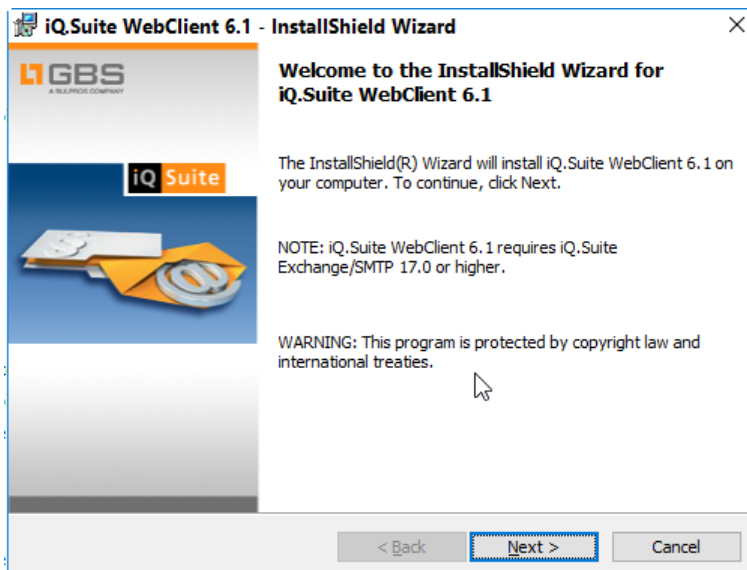 iQ.Suite WebClient 6.1 - InstallShield Wizard
GBS
A BULPROS COMPANY
Welcome to the InstallShield Wizard for
iQ.Suite WebClient 6.1
iQ Suite
The InstallShield(R) Wizard will install iQ.Suite WebClient 6.1 on
your computer. To continue, click Next.
NOTE: iQ.Suite WebClient 6.1 requires iQ.Suite
Exchange/SMTP 17.0 or higher.
WARNING: This program is protected by copyright law and
international treaties.
< Back
Next >
Cancel